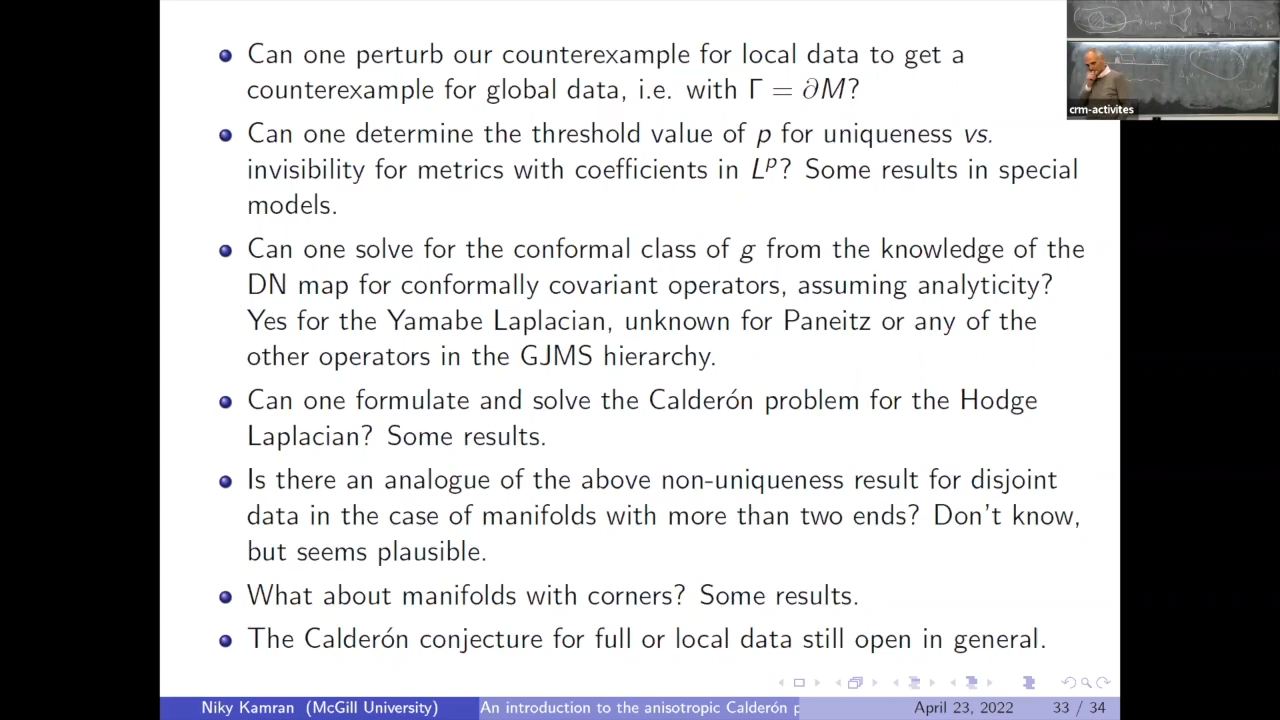 Can one perturb our counterexample for local data to get a
counterexample for global data, i.e. with Γ = ∂M?
Can one determine the threshold value of p for uniqueness vs.
invisibility for metrics with coefficients in Lᵖ? Some results in special
models.
Can one solve for the conformal class of g from the knowledge of the
DN map for conformally covariant operators, assuming analyticity?
Yes for the Yamabe Laplacian, unknown for Paneitz or any of the
other operators in the GJMS hierarchy.
Can one formulate and solve the Calderón problem for the Hodge
Laplacian? Some results.
Is there an analogue of the above non-uniqueness result for disjoint
data in the case of manifolds with more than two ends? Don't know,
but seems plausible.
What about manifolds with corners? Some results.
The Calderón conjecture for full or local data still open in general.
crm-activites
Niky Kamran (McGill University) An introduction to the anisotropic Calderón p April 23, 2022 33 / 34